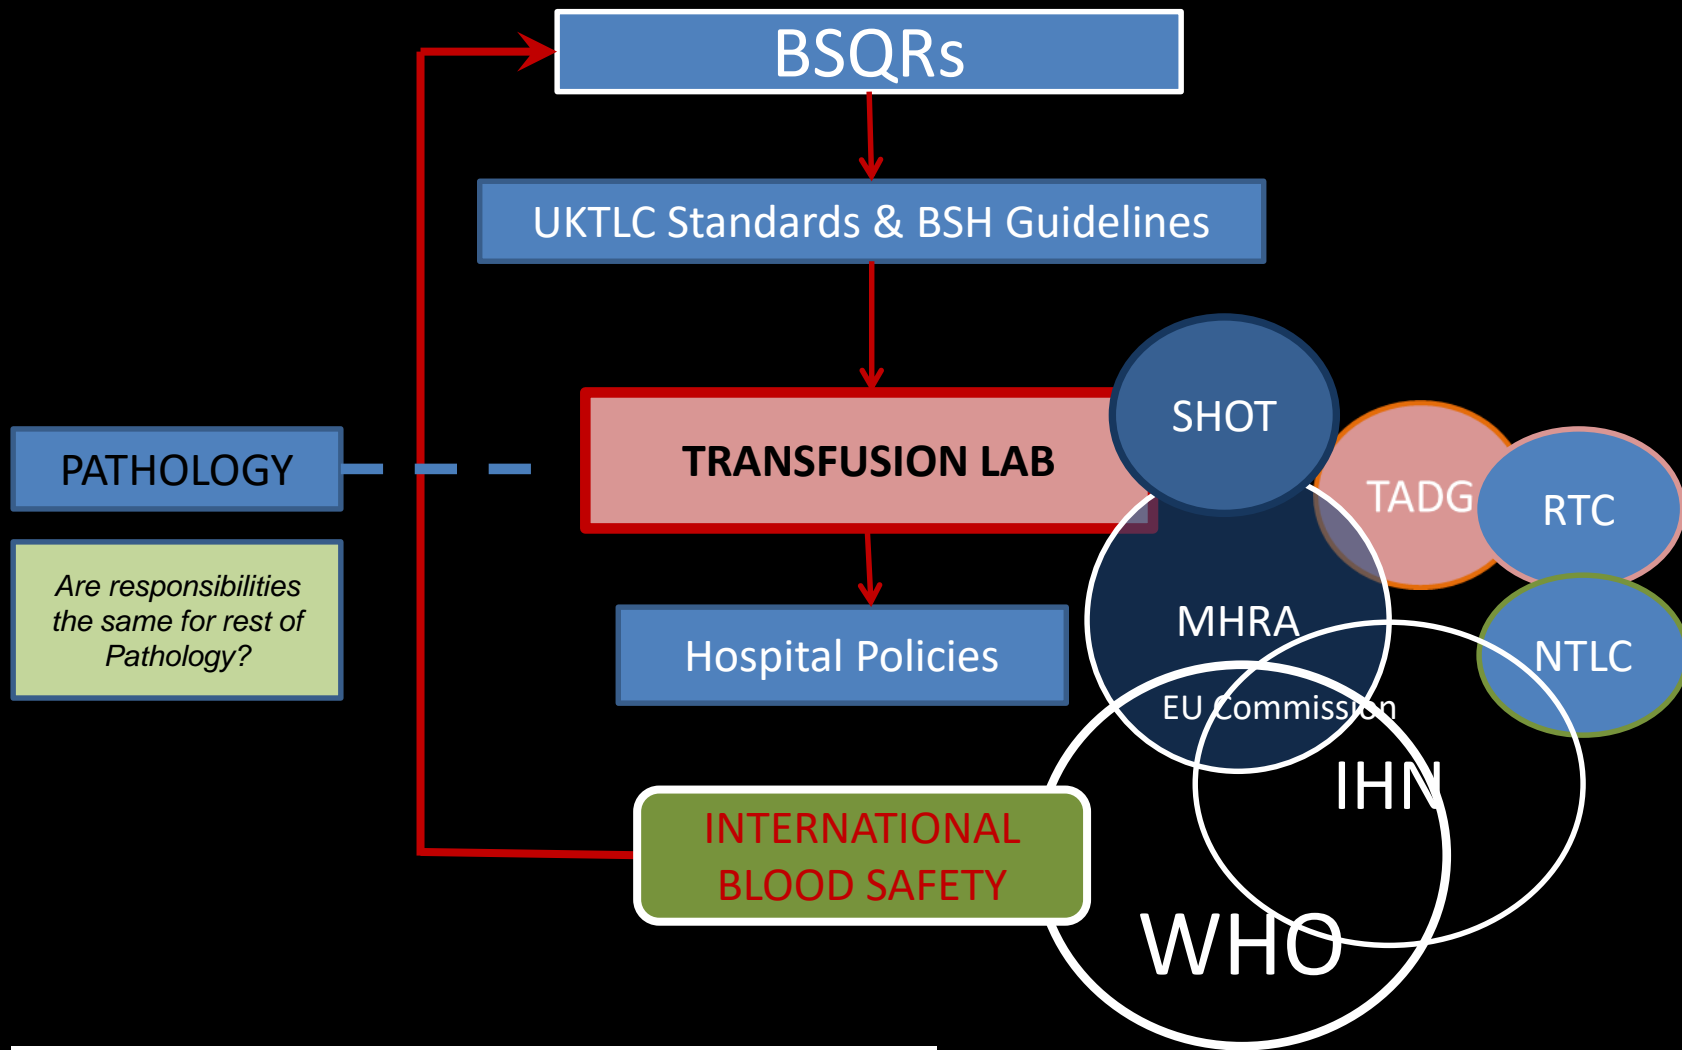 BSQRs
UKTLC Standards & BSH Guidelines
SHOT
TRANSFUSION LAB
PATHOLOGY
TADG
RTC
Are responsibilities
the same for rest of
Pathology?
MHRA
Hospital Policies
NTLC
EU Commission
IHN
INTERNATIONAL
BLOOD SAFETY
WHO